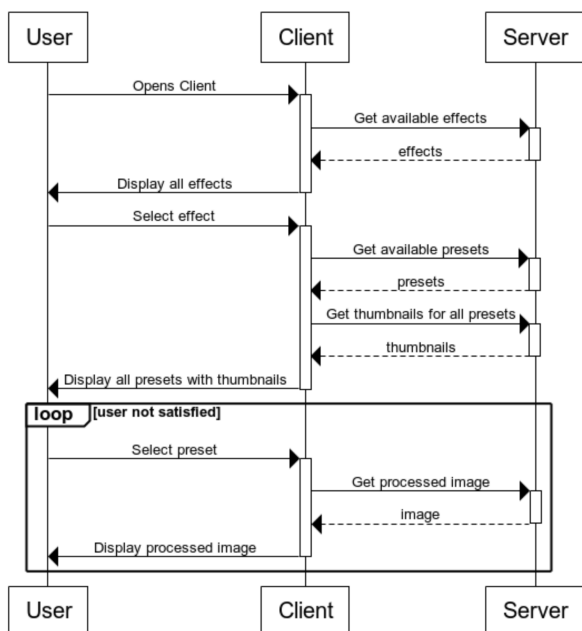 User Client Server
Opens Client
Get available effects
effects
Display all effects
Select effect
Get available presets
presets
Get thumbnails for all presets
thumbnails
Display all presets with thumbnails
loop [user not satisfied]
Select preset
Get processed image
image
Display processed image
User Client Server